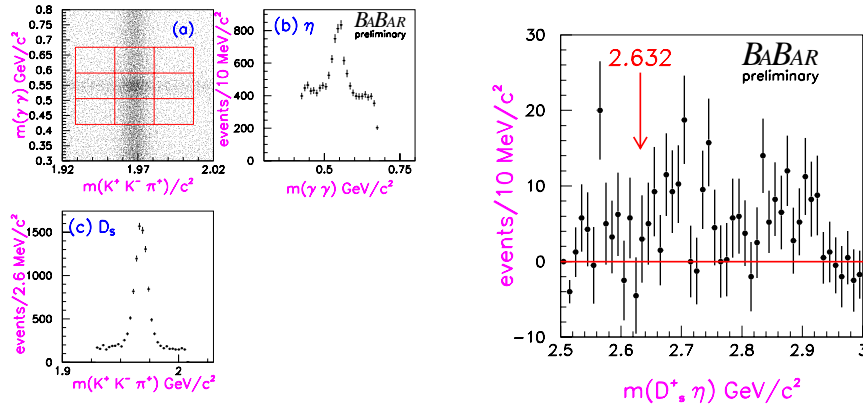 (a)
m(γ γ) GeV/c²
0.8
0.75
0.7
0.65
0.6
0.55
0.5
0.45
0.4
0.35
0.3
1.92
1.97
2.02
m(K⁺ K⁻ π⁺)/c²
(b) η
BABAR
preliminary
events/10 MeV/c²
800
600
400
200
0
0.5
0.75
m(γ γ) GeV/c²
(c) Dₛ
events/2.6 MeV/c²
1500
1000
500
0
1.9
2
m(K⁺ K⁻ π⁺) GeV/c²
BABAR
preliminary
2.632
events/10 MeV/c²
30
20
10
0
-10
2.5
2.6
2.7
2.8
2.9
3
m(D⁺ₛ η) GeV/c²